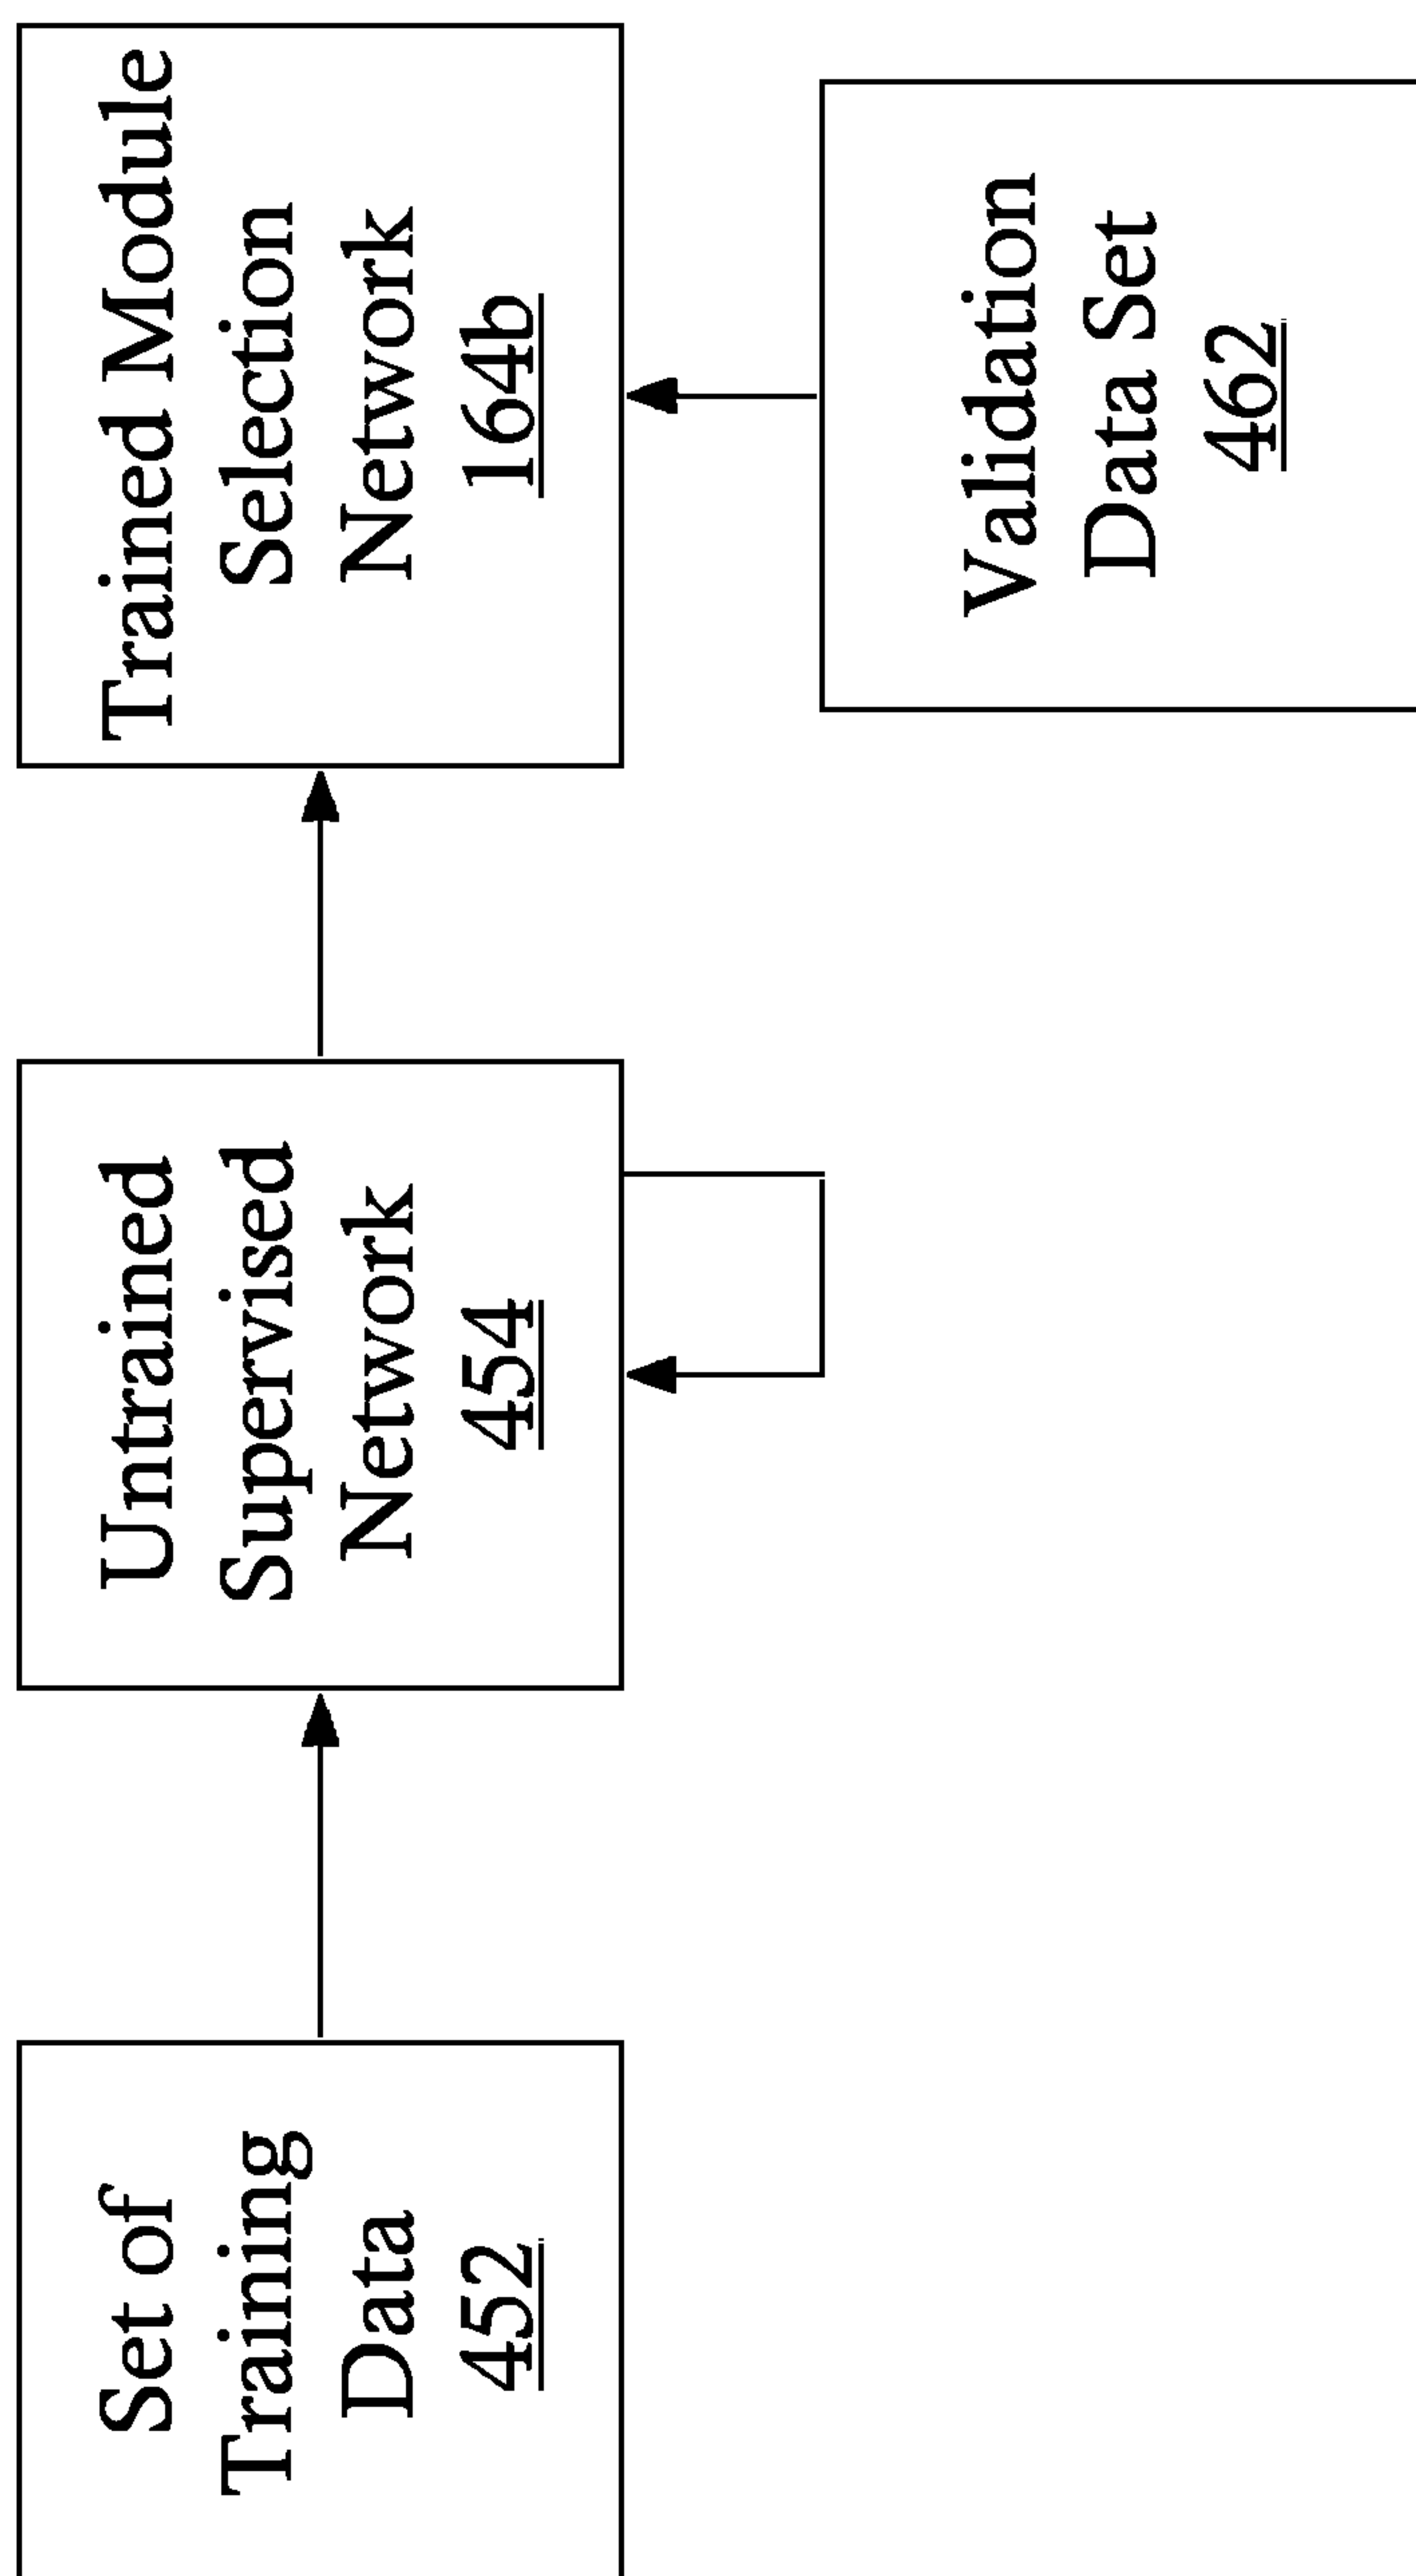 Set of
Training
Data
452
Untrained
Supervised
Network
454
Trained Module
Selection
Network
164b
Validation
Data Set
462